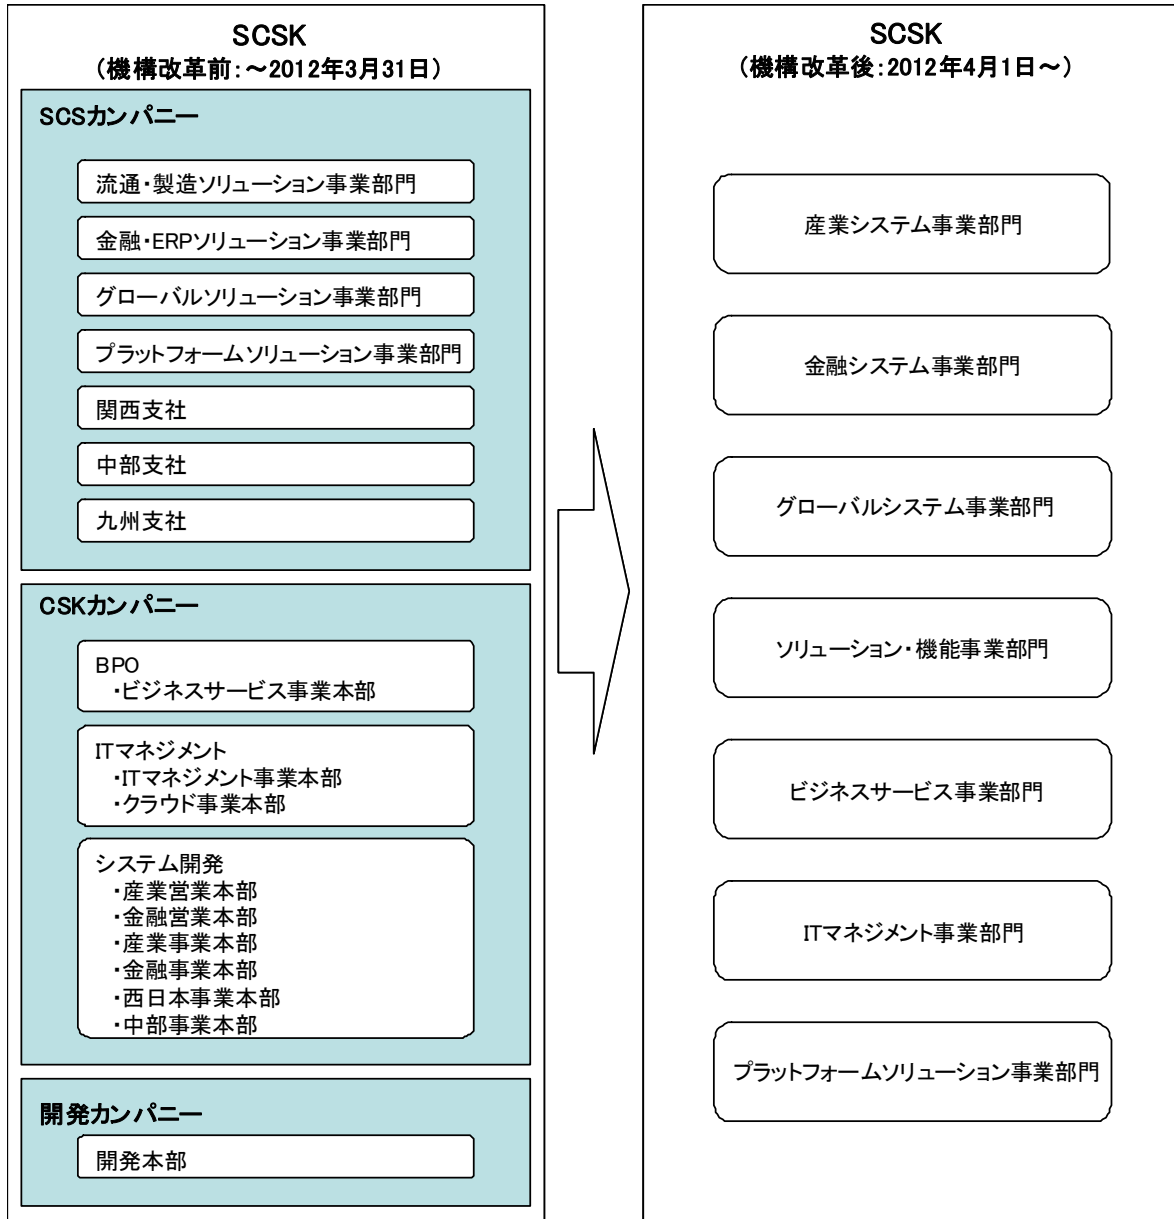 SCSK
（機構改革前：～2012年3月31日）
SCSカンパニー
流通・製造ソリューション事業部門
金融・ERPソリューション事業部門
グローバルソリューション事業部門
プラットフォームソリューション事業部門
関西支社
中部支社
九州支社
CSKカンパニー
BPO
・ビジネスサービス事業本部
ITマネジメント
・ITマネジメント事業本部
・クラウド事業本部
システム開発
・産業営業本部
・金融営業本部
・産業事業本部
・金融事業本部
・西日本事業本部
・中部事業本部
開発カンパニー
開発本部
SCSK
（機構改革後：2012年4月1日～）
産業システム事業部門
金融システム事業部門
グローバルシステム事業部門
ソリューション・機能事業部門
ビジネスサービス事業部門
ITマネジメント事業部門
プラットフォームソリューション事業部門